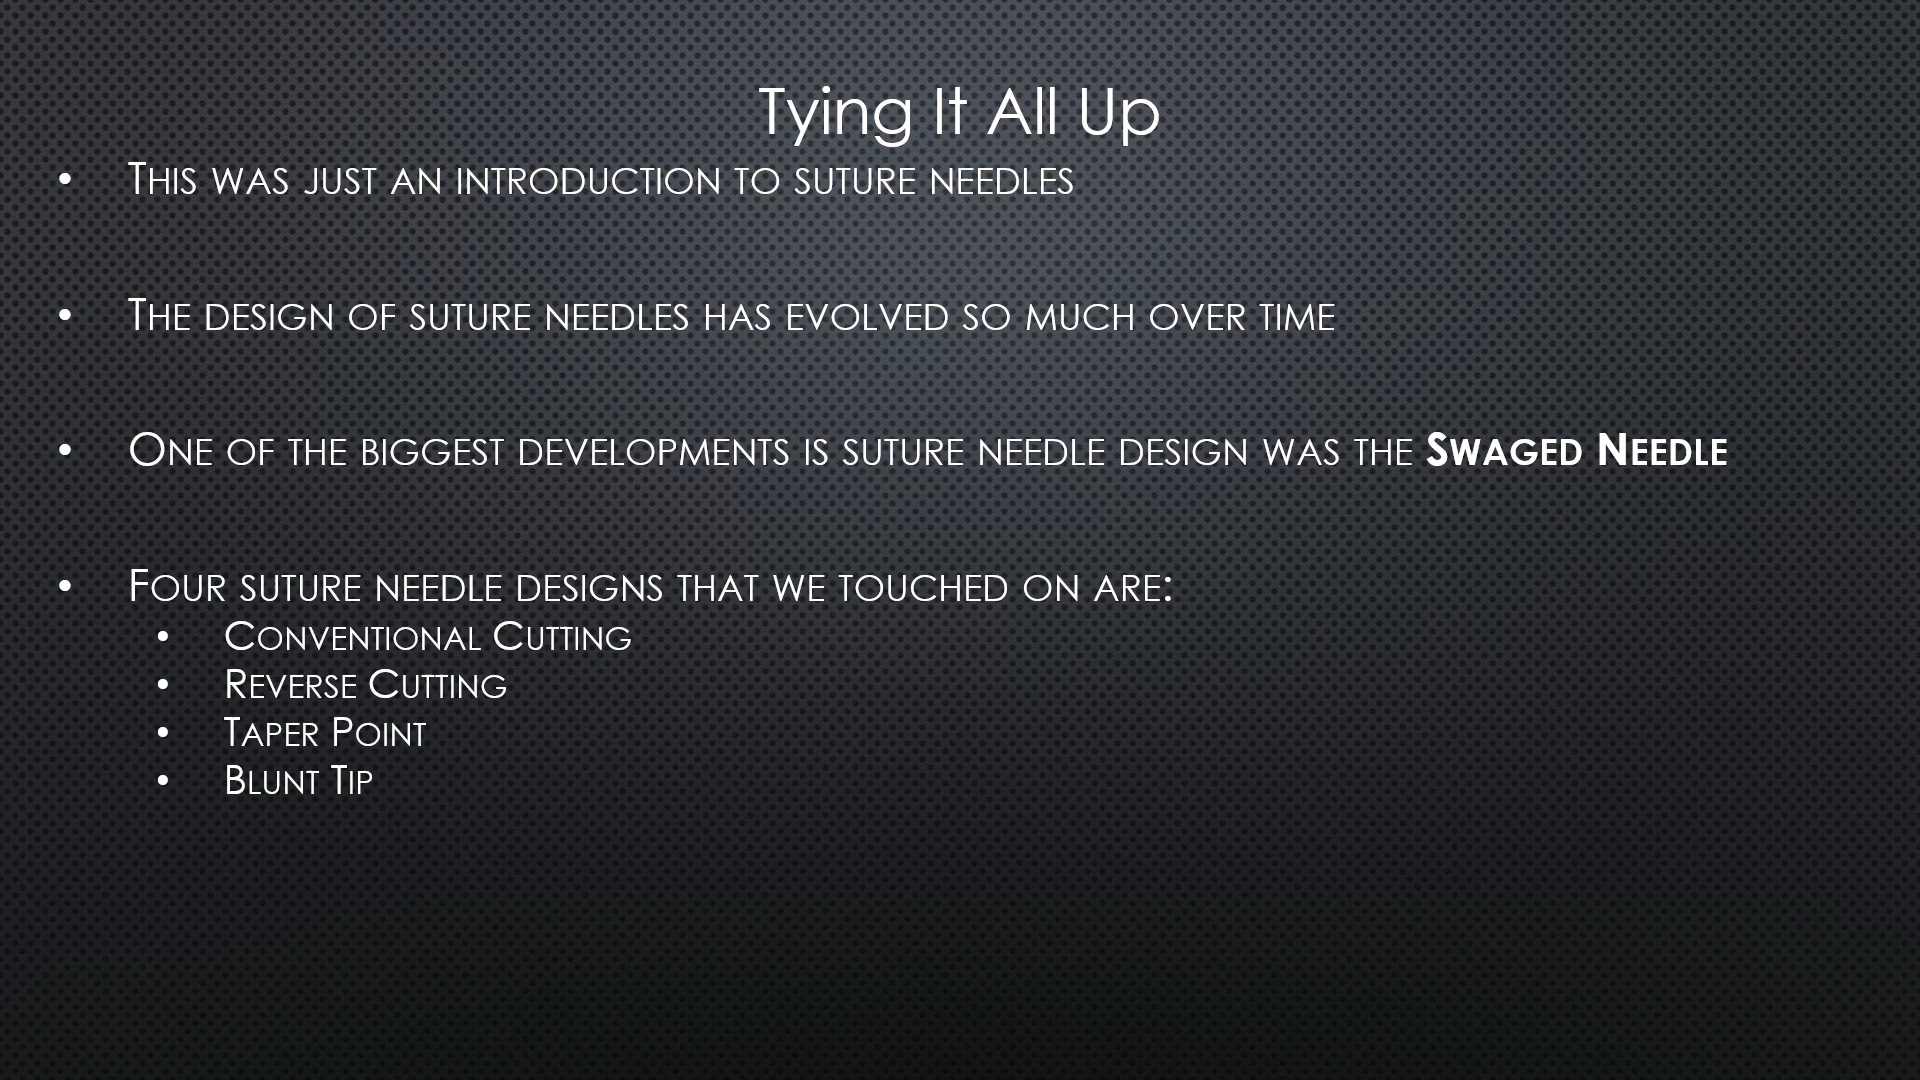 Tying It All Up
• This was just an introduction to suture needles
• The design of suture needles has evolved so much over time
• One of the biggest developments is suture needle design was the Swaged Needle
• Four suture needle designs that we touched on are:
• Conventional Cutting
• Reverse Cutting
• Taper Point
• Blunt Tip